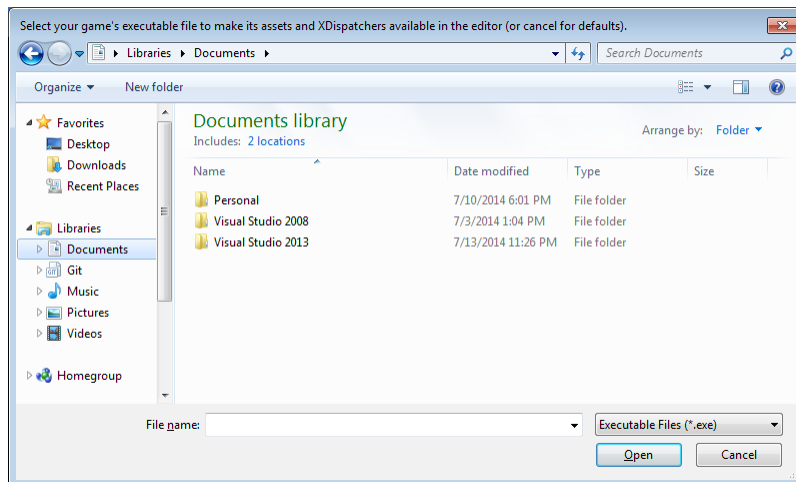 Select your game's executable file to make its assets and XDispatchers available in the editor (or cancel for defaults).
Libraries Documents Search Documents
Organize New folder
Favorites
Desktop
Downloads
Recent Places
Libraries
Documents
Git
Music
Pictures
Videos
Homegroup
Documents library
Includes: 2 locations
Arrange by: Folder
Name Date modified Type Size
Personal 7/10/2014 6:01 PM File folder
Visual Studio 2008 7/3/2014 1:04 PM File folder
Visual Studio 2013 7/13/2014 11:26 PM File folder
File name: Executable Files (*.exe)
Open Cancel